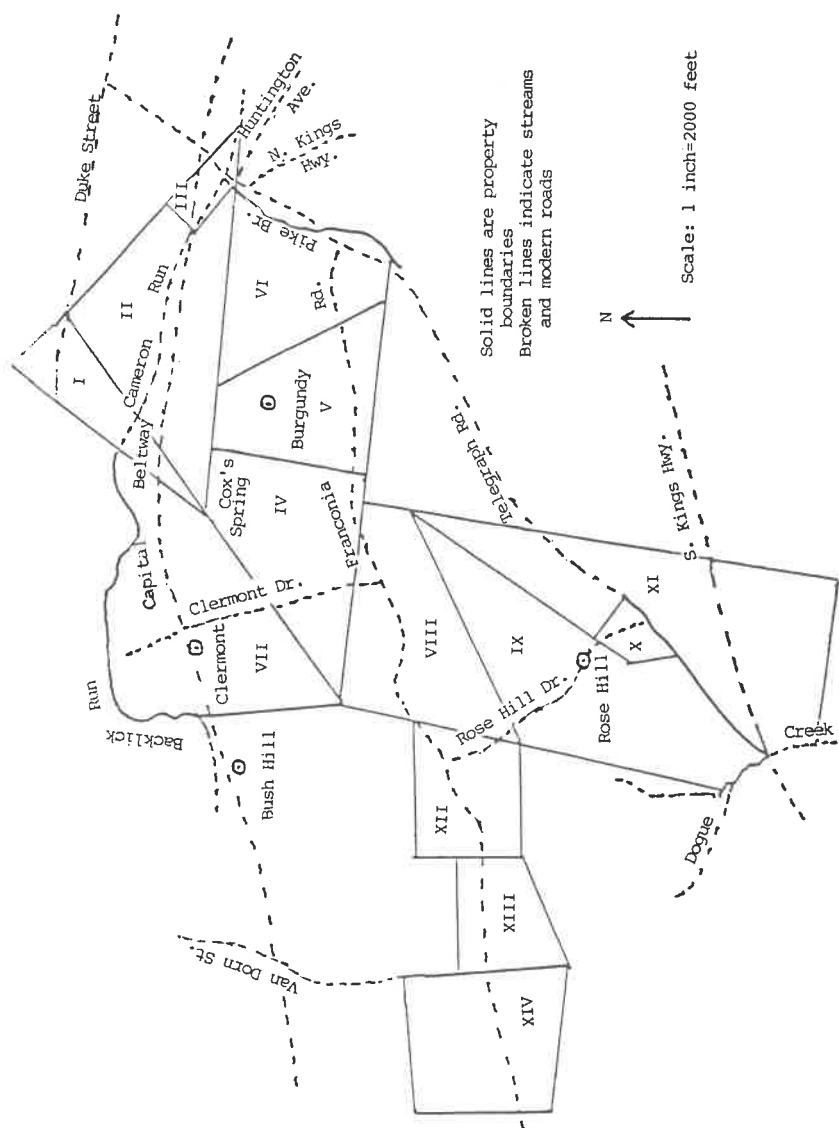 Duke Street
Huntington
Ave.
N. Kings
Hwy.
III
II
I
Run
Cameron
Pike Br.
VI
Rd.
Beltway
Capital
Burgundy
V
Cox's
Spring
IV
Franconia
Clermont Dr.
Clermont
VII
Run
Backlick
Bush Hill
VIII
IX
Telegraph Rd.
Rose Hill Dr.
Rose Hill
X
XI
S. Kings Hwy.
Creek
Dogue
XII
XIII
XIV
Van Dorn St.
Solid lines are property
boundaries
Broken lines indicate streams
and modern roads
N
Scale: 1 inch=2000 feet